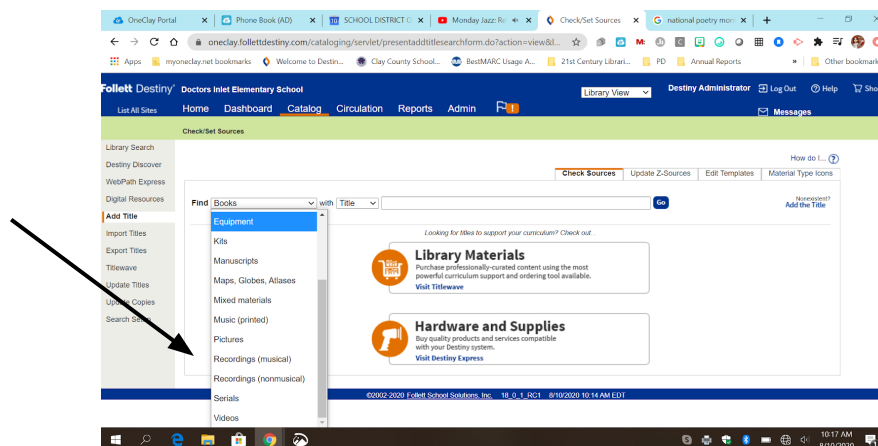 OneClay Portal
Phone Book (AD)
SCHOOL DISTRICT O
Monday Jazz: Re
Check/Set Sources
national poetry mon
oneclay.follettdestiny.com/cataloging/servlet/presentaddtitlesearchform.do?action=view&l...
Apps
myoneclay.net bookmarks
Welcome to Destin...
Clay County School...
BestMARC Usage A...
21st Century Librari...
PD
Annual Reports
»
Other bookmark
Follett Destiny
Doctors Inlet Elementary School
Library View
Destiny Administrator
Log Out
Help
Sho
List All Sites
Home
Dashboard
Catalog
Circulation
Reports
Admin
Messages
Check/Set Sources
Library Search
Destiny Discover
WebPath Express
Digital Resources
Add Title
Import Titles
Export Titles
Titlewave
Update Titles
Update Copies
How do I... ?
Check Sources
Update Z-Sources
Edit Templates
Material Type Icons
Find
Books
with
Title
Go
Nonexistent?
Add the Title
Equipment
Kits
Manuscripts
Maps, Globes, Atlases
Mixed materials
Music (printed)
Pictures
Recordings (musical)
Recordings (nonmusical)
Serials
Videos
Looking for titles to support your curriculum? Check out...
Library Materials
Purchase professionally-curated content using the most
powerful curriculum support and ordering tool available.
Visit Titlewave
Hardware and Supplies
Buy quality products and services compatible
with your Destiny system.
Visit Destiny Express
©2002-2020 Follett School Solutions, Inc. 18_0_1_RC1 8/10/2020 10:14 AM EDT
10:17 AM
8/10/2020